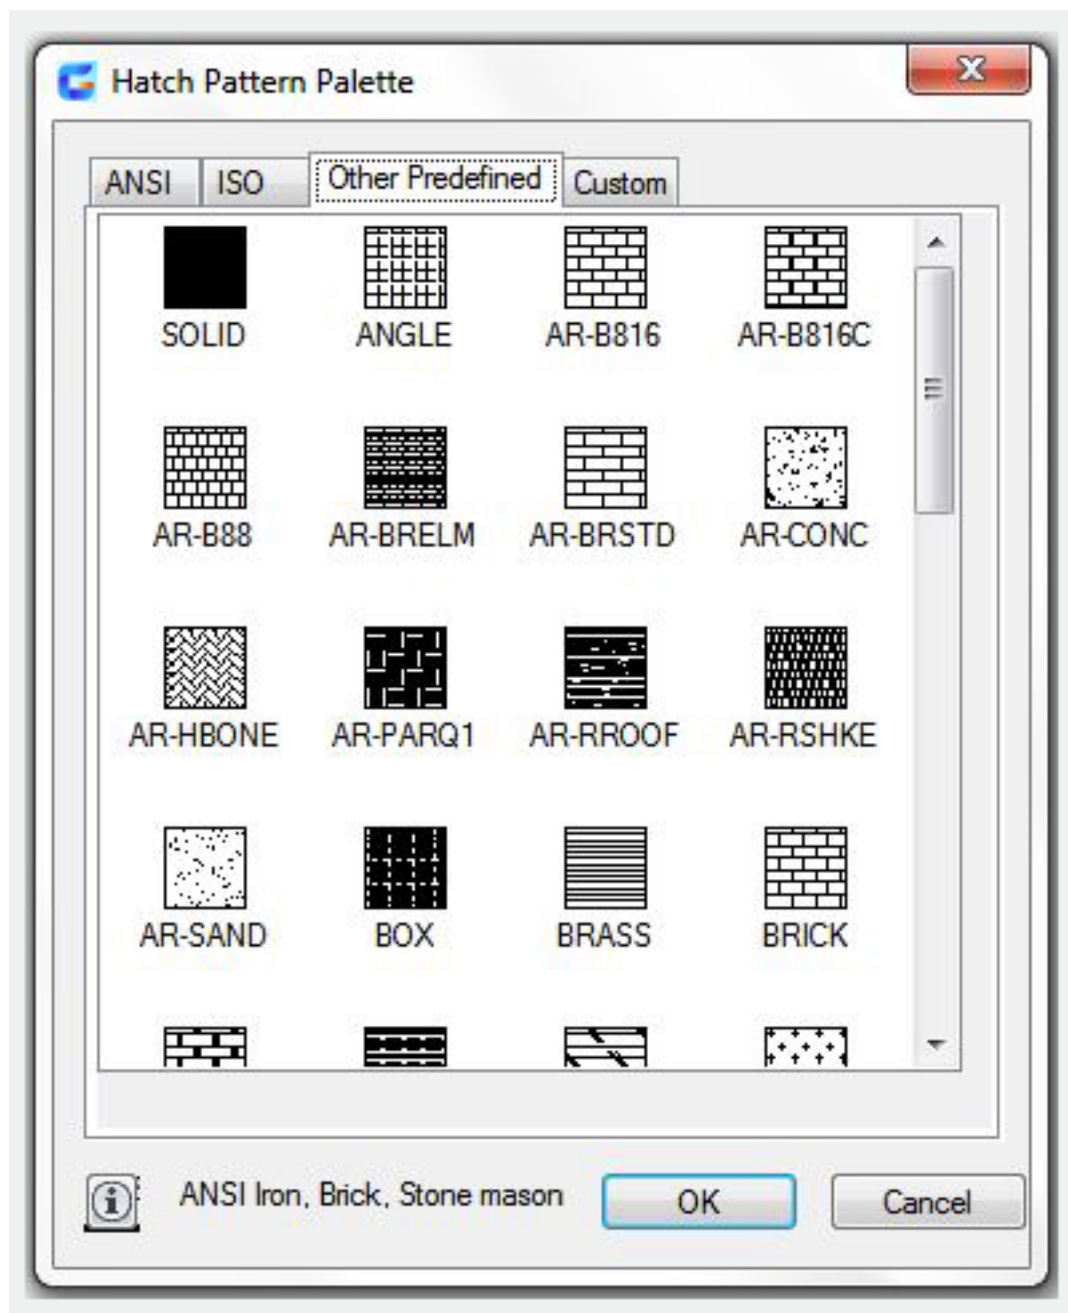 Hatch Pattern Palette
ANSI ISO Other Predefined Custom
SOLID ANGLE AR-B816 AR-B816C
AR-B88 AR-BRELM AR-BRSTD AR-CONC
AR-HBONE AR-PARQ1 AR-RROOF AR-RSHKE
AR-SAND BOX BRASS BRICK
ANSI Iron, Brick, Stone mason OK Cancel